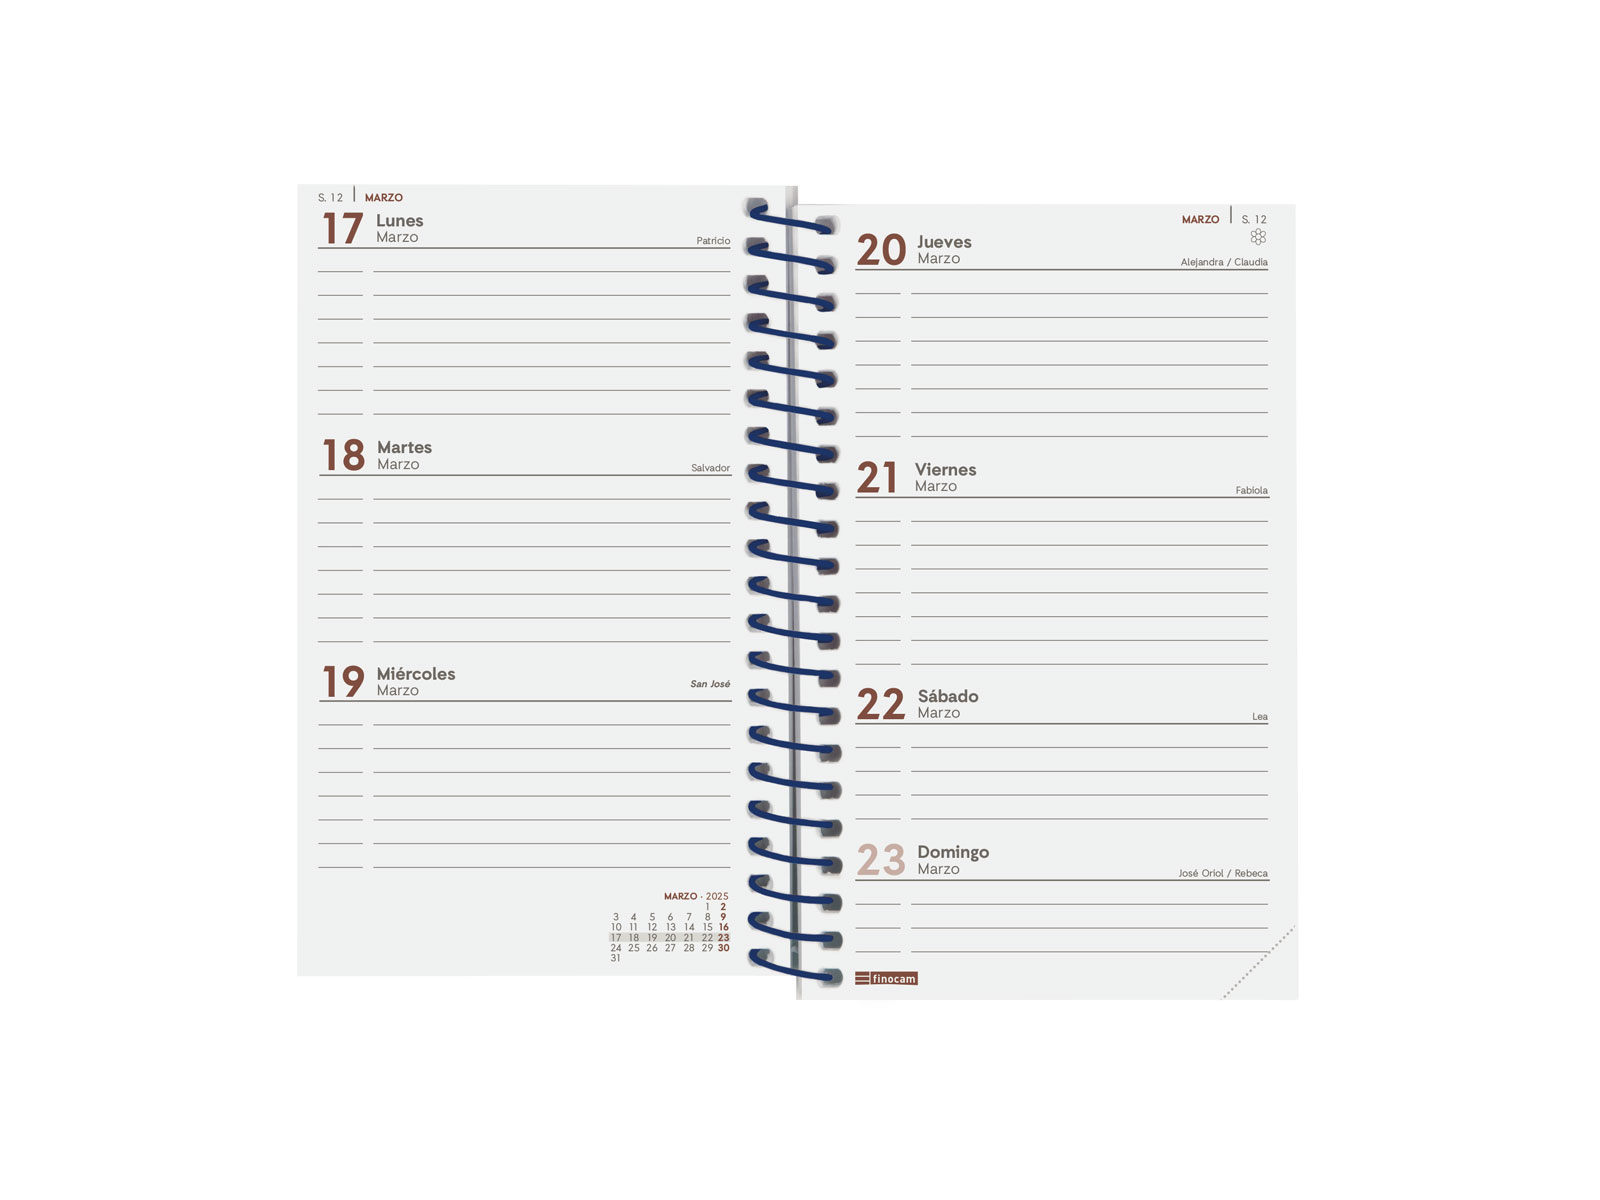 S. 12 | MARZO
17 Lunes
Marzo
Patricio
18 Martes
Marzo
Salvador
19 Miércoles
Marzo
San José
MARZO · 2025
1 2
3 4 5 6 7 8 9
10 11 12 13 14 15 16
17 18 19 20 21 22 23
24 25 26 27 28 29 30
31
MARZO | S. 12
20 Jueves
Marzo
Alejandra / Claudia
21 Viernes
Marzo
Fabiola
22 Sábado
Marzo
Lea
23 Domingo
Marzo
José Oriol / Rebeca
finocam